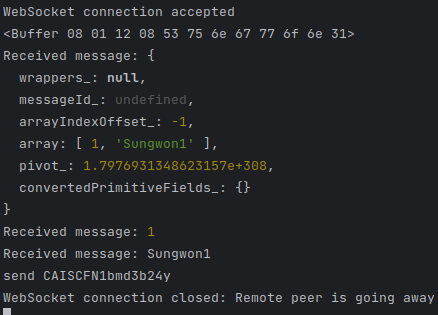 WebSocket connection accepted
<Buffer 08 01 12 08 53 75 6e 67 77 6f 6e 31>
Received message: {
  wrappers_: null,
  messageId_: undefined,
  arrayIndexOffset_: -1,
  array: [ 1, 'Sungwon1' ],
  pivot_: 1.7976931348623157e+308,
  convertedPrimitiveFields_: {}
}
Received message: 1
Received message: Sungwon1
send CAISCFN1bmd3b24y
WebSocket connection closed: Remote peer is going away